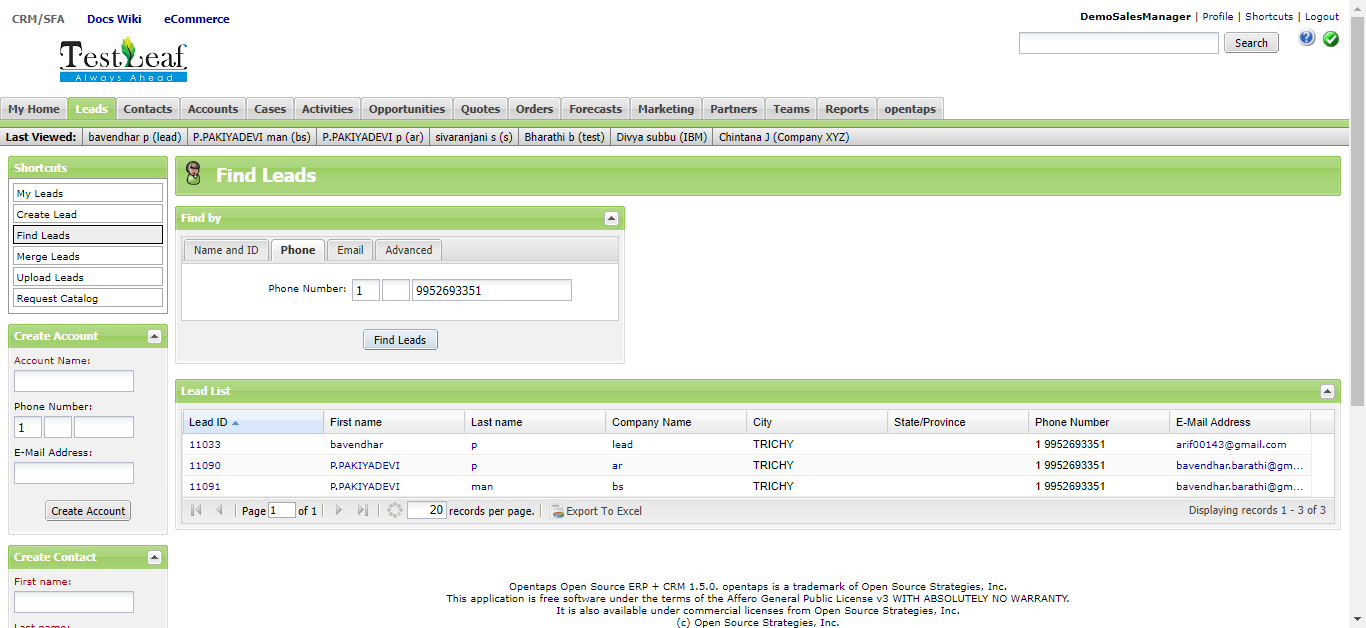 CRM/SFA Docs Wiki eCommerce
DemoSalesManager | Profile | Shortcuts | Logout
TestLeaf
Always Ahead
Search
My Home Leads Contacts Accounts Cases Activities Opportunities Quotes Orders Forecasts Marketing Partners Teams Reports opentaps
Last Viewed: bavendhar p (lead) P.PAKIYADEVI man (bs) P.PAKIYADEVI p (ar) sivaranjani s (s) Bharathi b (test) Divya subbu (IBM) Chintana J (Company XYZ)
Shortcuts
My Leads
Create Lead
Find Leads
Merge Leads
Upload Leads
Request Catalog
Create Account
Account Name:
Phone Number:
1
E-Mail Address:
Create Account
Create Contact
First name:
Last name:
Find Leads
Find by
Name and ID Phone Email Advanced
Phone Number: 1 9952693351
Find Leads
Lead List
Lead ID First name Last name Company Name City State/Province Phone Number E-Mail Address
11033 bavendhar p lead TRICHY 1 9952693351 arif00143@gmail.com
11090 P.PAKIYADEVI p ar TRICHY 1 9952693351 bavendhar.barathi@gm...
11091 P.PAKIYADEVI man bs TRICHY 1 9952693351 bavendhar.barathi@gm...
Page 1 of 1 20 records per page. Export To Excel Displaying records 1 - 3 of 3
Opentaps Open Source ERP + CRM 1.5.0. opentaps is a trademark of Open Source Strategies, Inc.
This application is free software under the terms of the Affero General Public License v3 WITH ABSOLUTELY NO WARRANTY.
It is also available under commercial licenses from Open Source Strategies, Inc.
(c) Open Source Strategies, Inc.